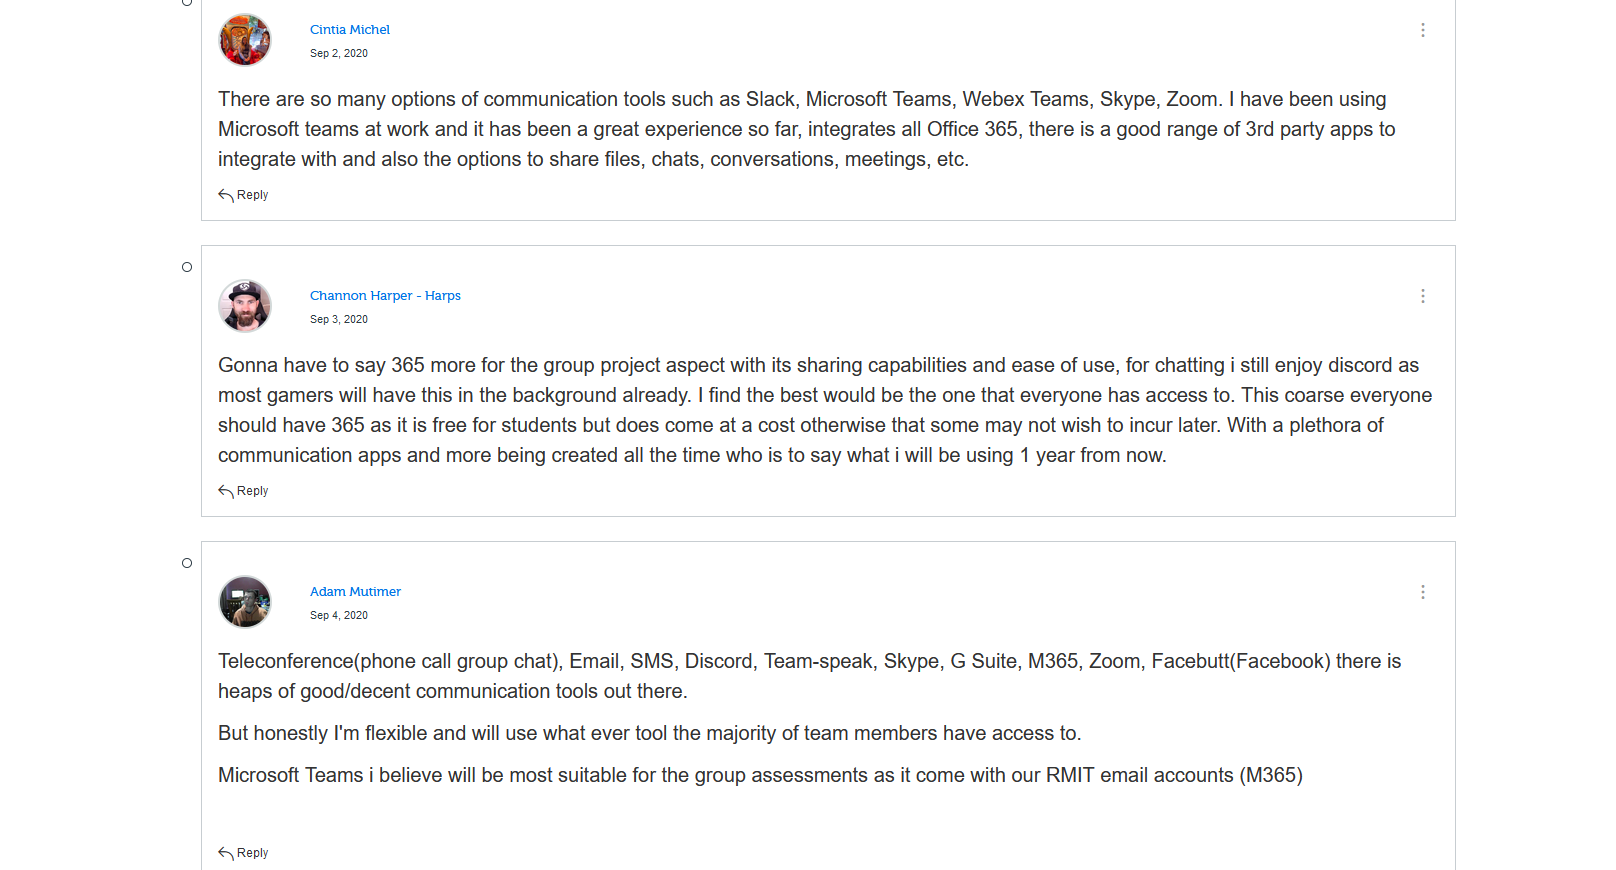 Cintia Michel
Sep 2, 2020
There are so many options of communication tools such as Slack, Microsoft Teams, Webex Teams, Skype, Zoom. I have been using
Microsoft teams at work and it has been a great experience so far, integrates all Office 365, there is a good range of 3rd party apps to
integrate with and also the options to share files, chats, conversations, meetings, etc.
Reply
Channon Harper - Harps
Sep 3, 2020
Gonna have to say 365 more for the group project aspect with its sharing capabilities and ease of use, for chatting i still enjoy discord as
most gamers will have this in the background already. I find the best would be the one that everyone has access to. This coarse everyone
should have 365 as it is free for students but does come at a cost otherwise that some may not wish to incur later. With a plethora of
communication apps and more being created all the time who is to say what i will be using 1 year from now.
Reply
Adam Mutimer
Sep 4, 2020
Teleconference(phone call group chat), Email, SMS, Discord, Team-speak, Skype, G Suite, M365, Zoom, Facebutt(Facebook) there is
heaps of good/decent communication tools out there.
But honestly I'm flexible and will use what ever tool the majority of team members have access to.
Microsoft Teams i believe will be most suitable for the group assessments as it come with our RMIT email accounts (M365)
Reply